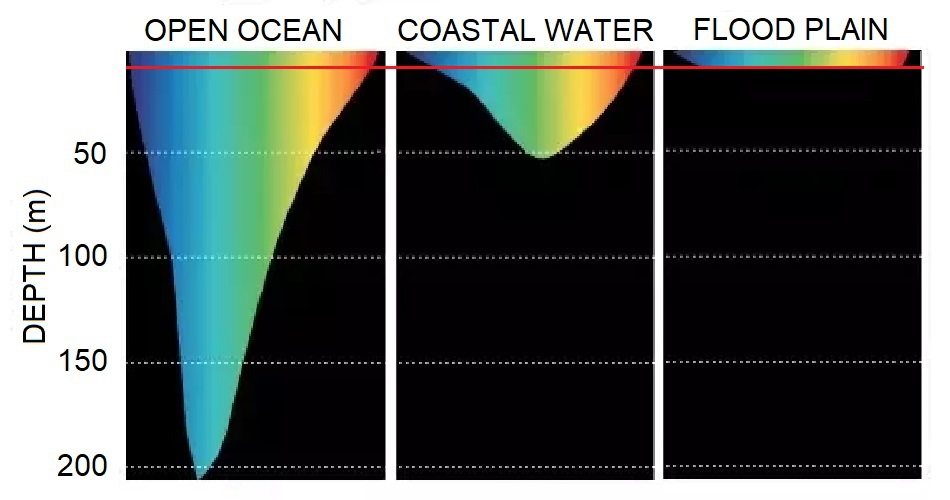 OPEN OCEAN
COASTAL WATER
FLOOD PLAIN
DEPTH (m)
50
100
150
200